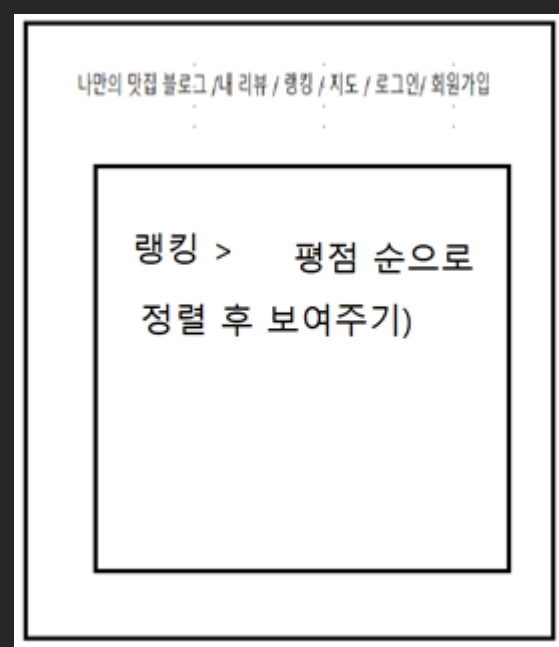 나만의 맛집 블로그 /내 리뷰 / 랭킹 / 지도 / 로그인/ 회원가입
랭킹 > 평점 순으로
정렬 후 보여주기)